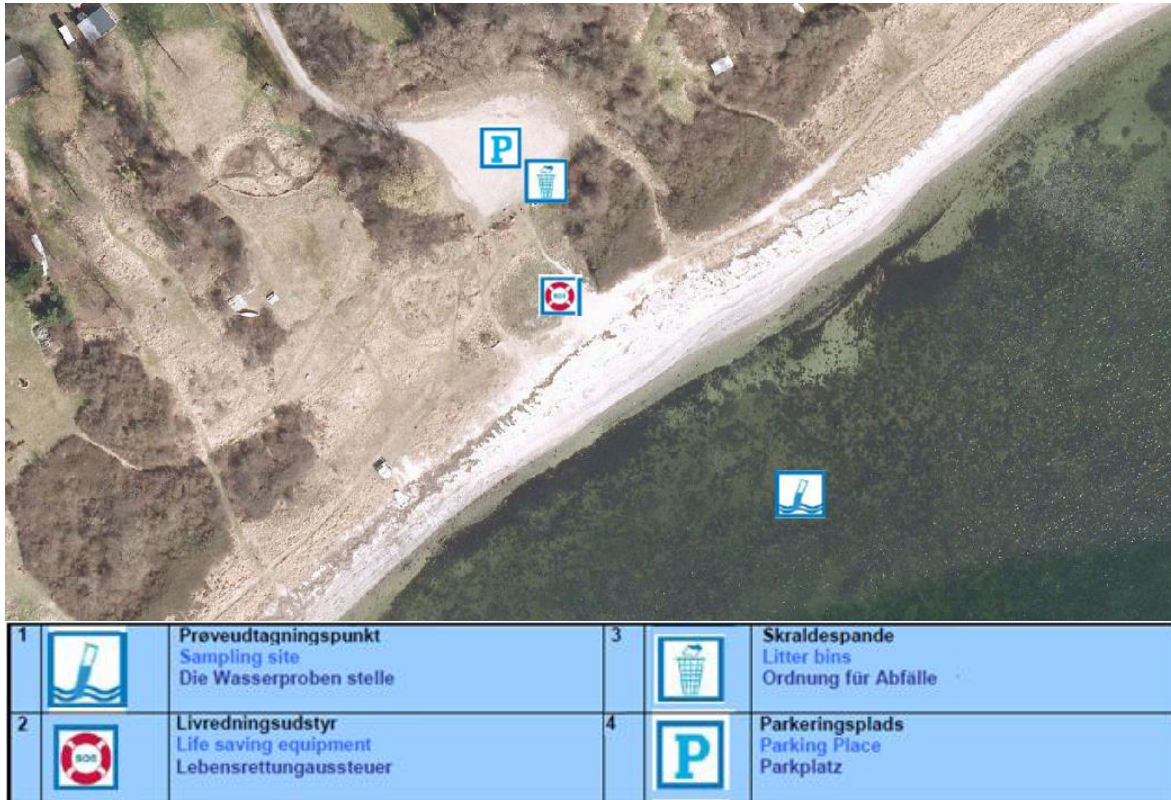 P
SOS
1
Prøveudtagningspunkt
Sampling site
Die Wasserproben stelle
3
Skraldespande
Litter bins
Ordnung für Abfälle
2
SOS
Livredningsudstyr
Life saving equipment
Lebensrettungaussteuer
4
P
Parkeringsplads
Parking Place
Parkplatz